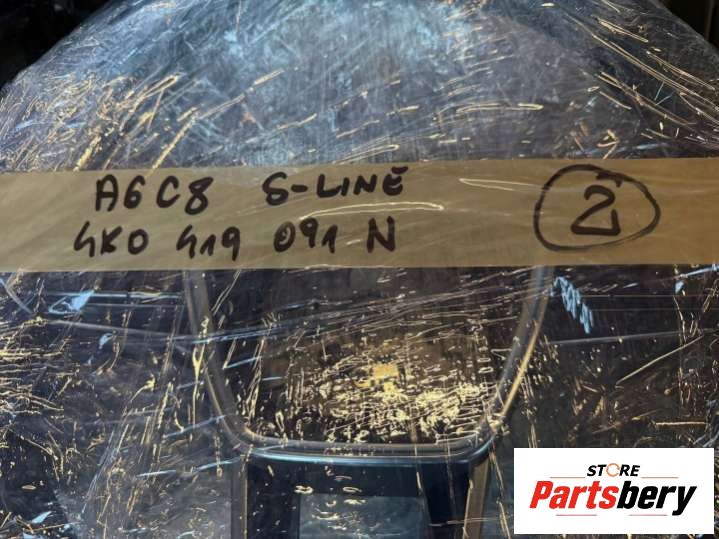 A6C8 S-LINE
4K0 419 091 N
2
STORE
Partsbery